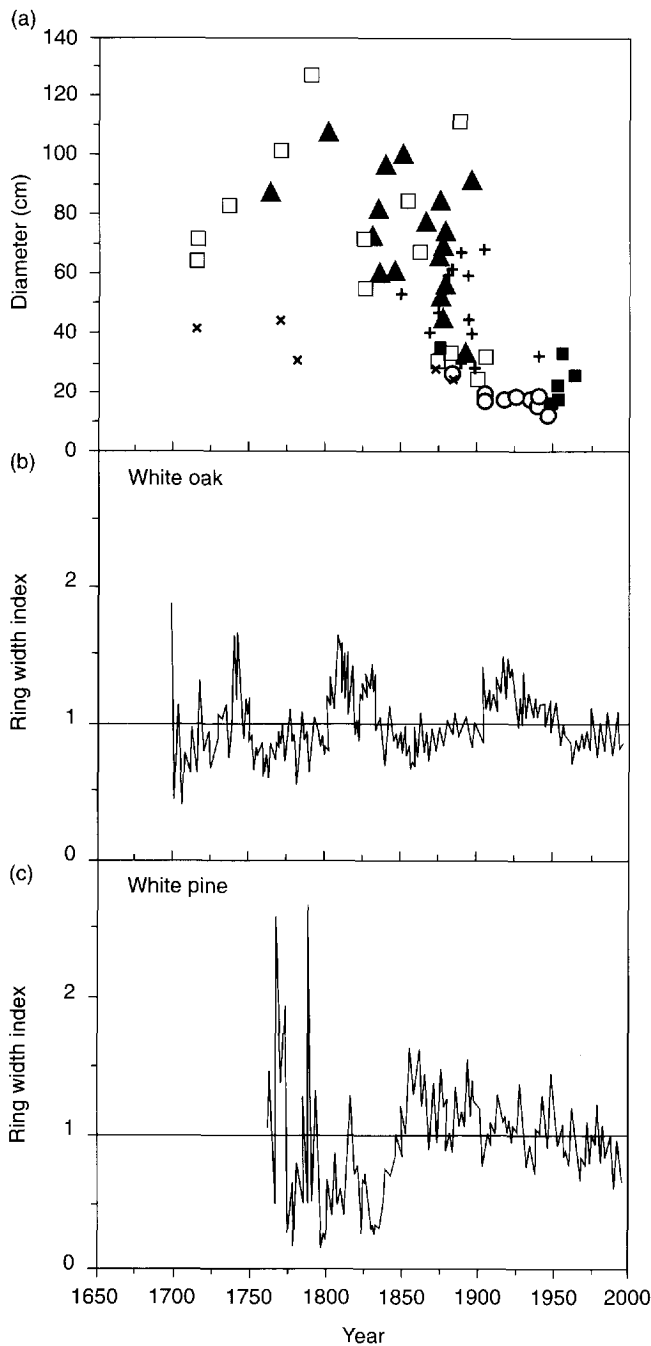 (a)
140
120
100
80
60
40
20
0
Diameter (cm)
(b)
White oak
2
1
0
Ring width index
(c)
White pine
2
1
0
Ring width index
1650 1700 1750 1800 1850 1900 1950 2000
Year